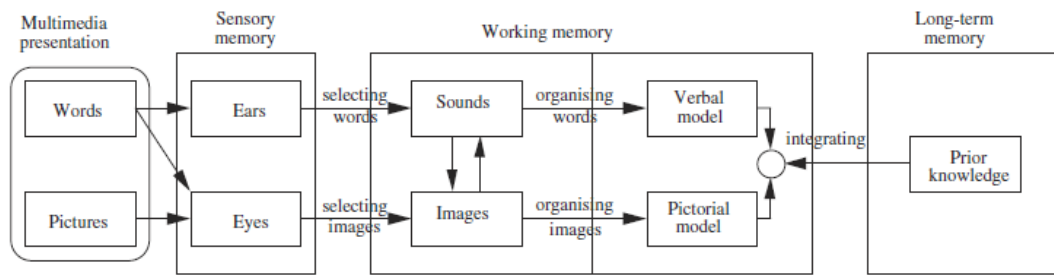 Multimedia
presentation
Sensory
memory
Working memory
Long-term
memory
Words
Ears
selecting
words
Sounds
organising
words
Verbal
model
integrating
Prior
knowledge
Pictures
Eyes
selecting
images
Images
organising
images
Pictorial
model